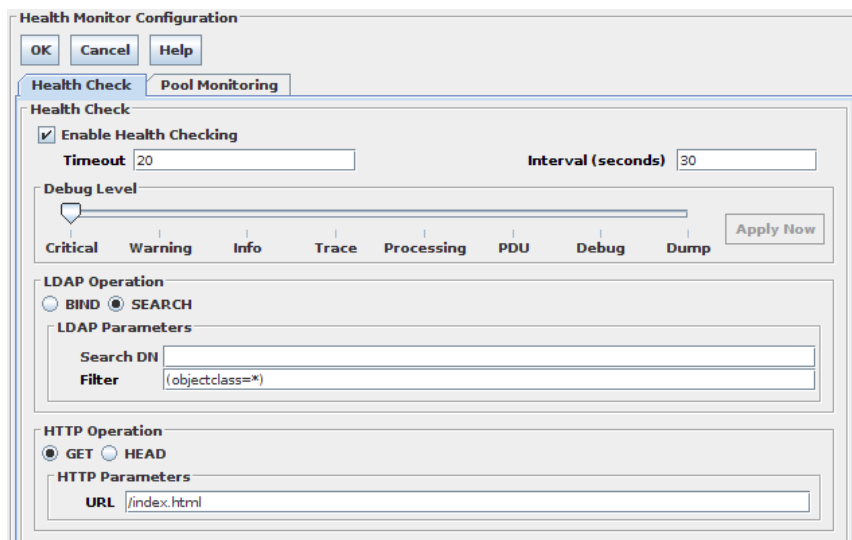 Health Monitor Configuration
OK Cancel Help
Health Check Pool Monitoring
Health Check
Enable Health Checking
Timeout 20 Interval (seconds) 30
Debug Level
Critical Warning Info Trace Processing PDU Debug Dump Apply Now
LDAP Operation
BIND SEARCH
LDAP Parameters
Search DN
Filter (objectclass=*)
HTTP Operation
GET HEAD
HTTP Parameters
URL /index.html